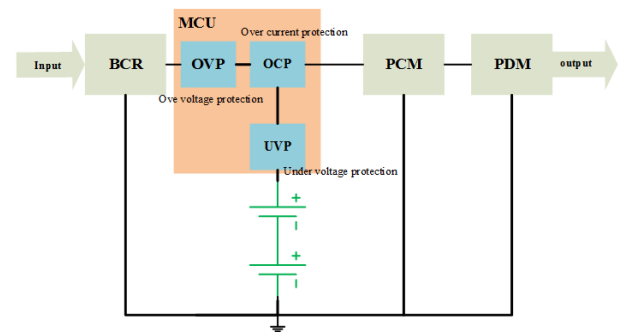 MCU
Over current protection
Input
BCR
OVP
OCP
PCM
PDM
output
Ove voltage protection
UVP
Under voltage protection
+
+